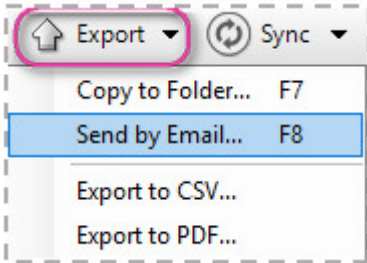 Export Sync
Copy to Folder... F7
Send by Email... F8
Export to CSV...
Export to PDF...